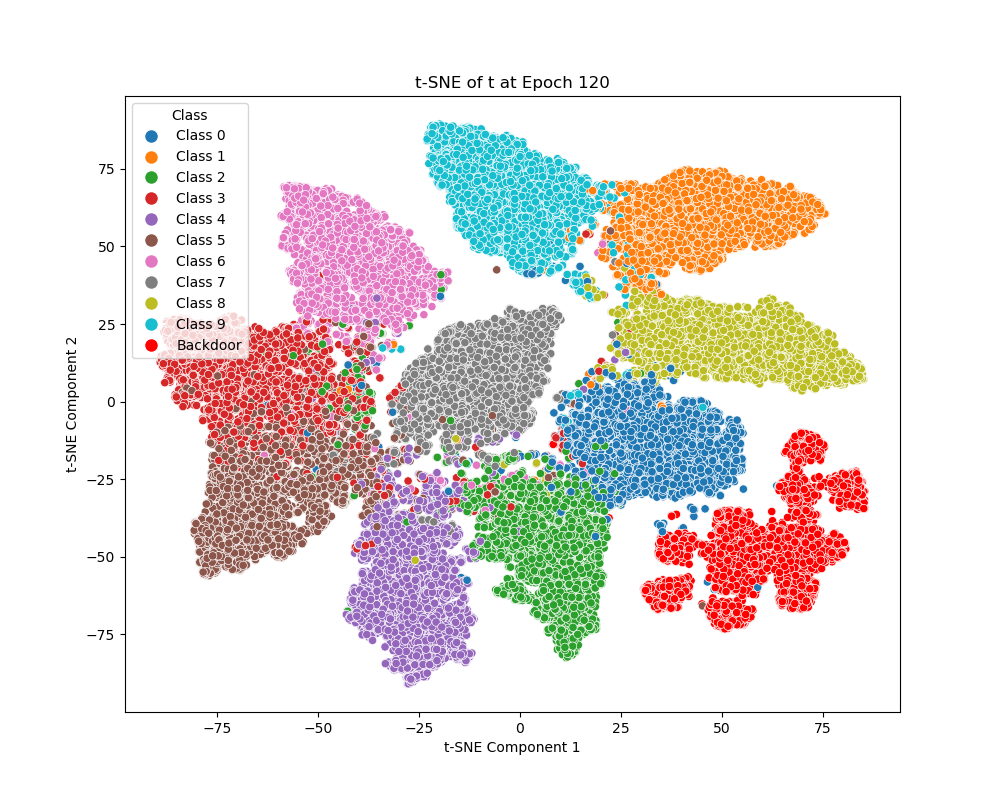 t-SNE of t at Epoch 120
Class
Class 0
Class 1
Class 2
Class 3
Class 4
Class 5
Class 6
Class 7
Class 8
Class 9
Backdoor
75
50
25
0
−25
−50
−75
t-SNE Component 2
−75 −50 −25 0 25 50 75
t-SNE Component 1